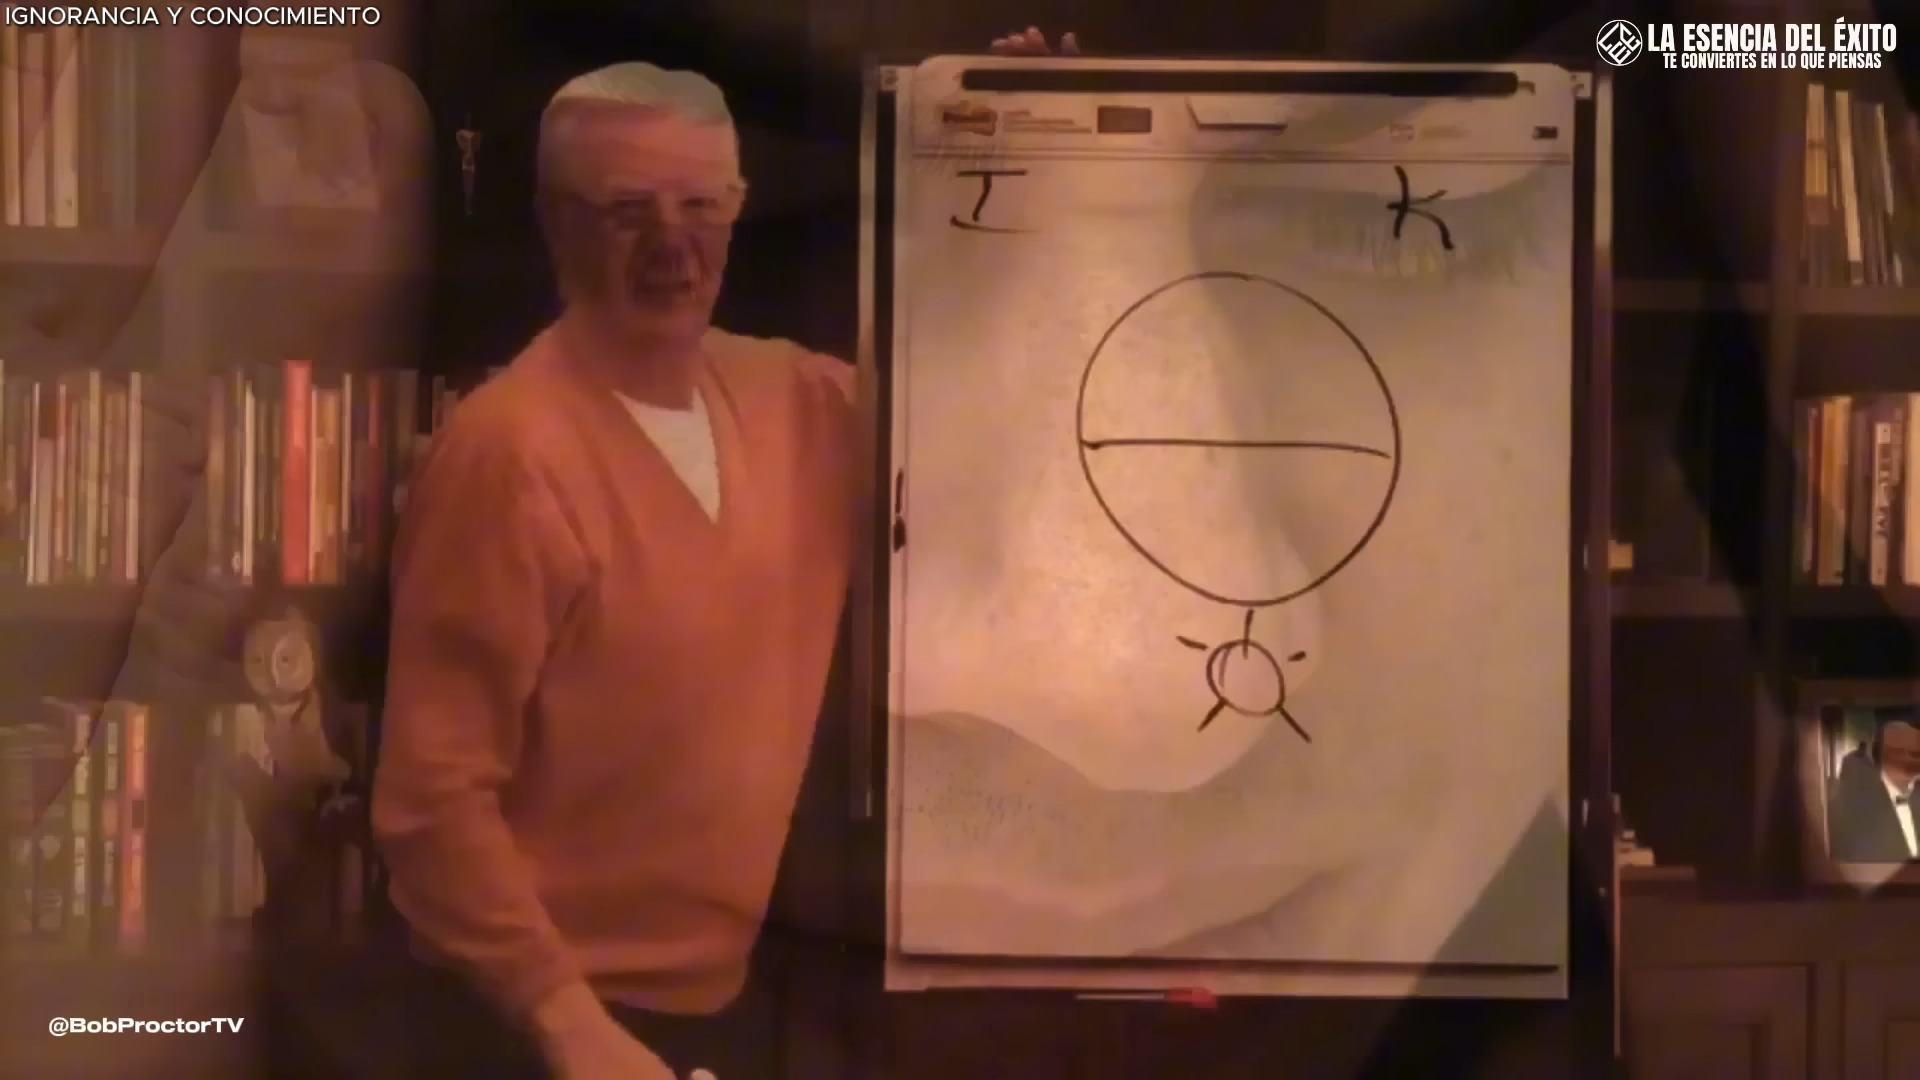 IGNORANCIA Y CONOCIMIENTO
LA ESENCIA DEL ÉXITO
TE CONVIERTES EN LO QUE PIENSAS
I
K
@BobProctorTV